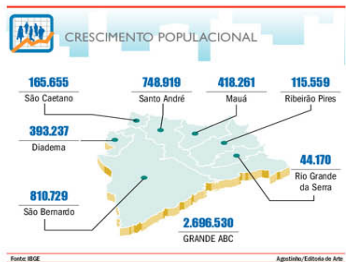 CRESCIMENTO POPULACIONAL
165.655
São Caetano
748.919
Santo André
418.261
Mauá
115.559
Ribeirão Pires
393.237
Diadema
44.170
Rio Grande
da Serra
810.729
São Bernardo
2.696.530
GRANDE ABC
Fonte: IBGE
Agostinho/Editoria de Arte